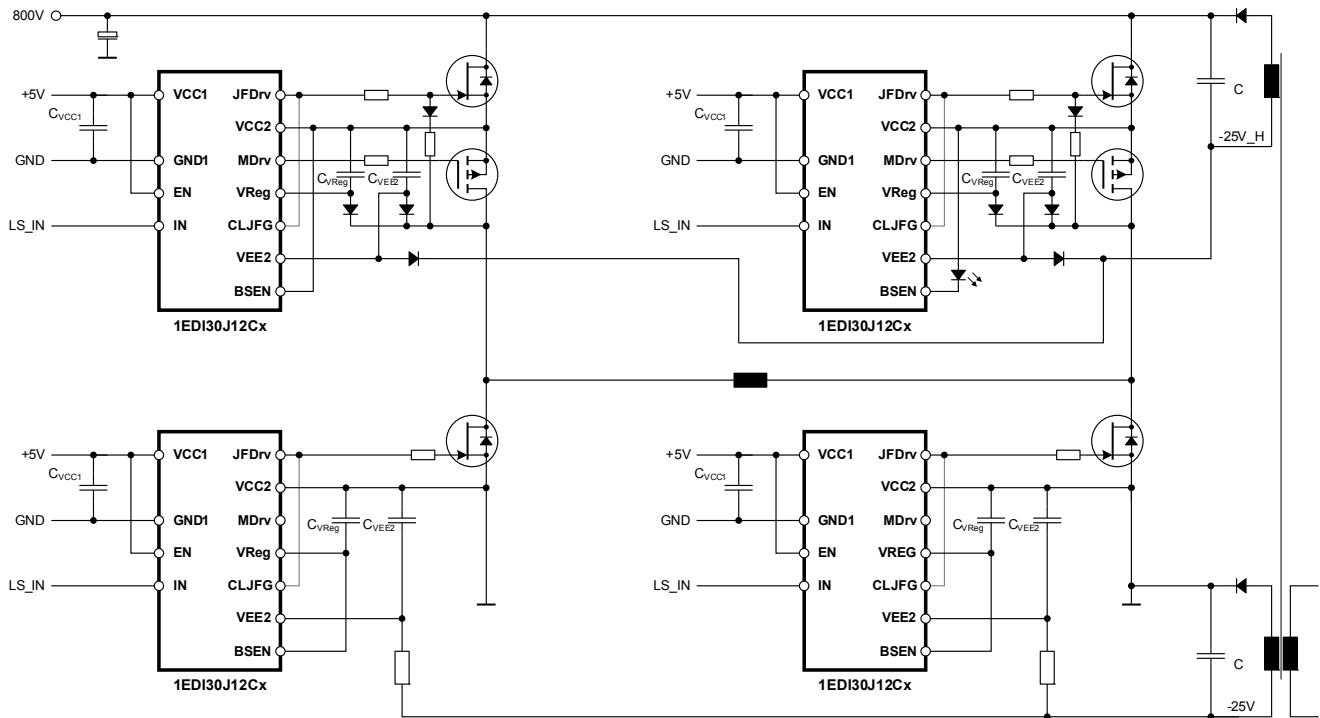 800V
+5V
CVCC1
GND
LS_IN
VCC1
GND1
EN
IN
JFDrv
VCC2
MDrv
VReg
CLJFG
VEE2
BSEN
CVReg
CVEE2
1EDI30J12Cx
+5V
CVCC1
GND
LS_IN
VCC1
GND1
EN
IN
JFDrv
VCC2
MDrv
VReg
CLJFG
VEE2
BSEN
CVReg
CVEE2
1EDI30J12Cx
C
-25V_H
+5V
CVCC1
GND
LS_IN
VCC1
GND1
EN
IN
JFDrv
VCC2
MDrv
VReg
CLJFG
VEE2
BSEN
CVReg
CVEE2
1EDI30J12Cx
+5V
CVCC1
GND
LS_IN
VCC1
GND1
EN
IN
JFDrv
VCC2
MDrv
VREG
CLJFG
VEE2
BSEN
CVReg
CVEE2
1EDI30J12Cx
C
-25V